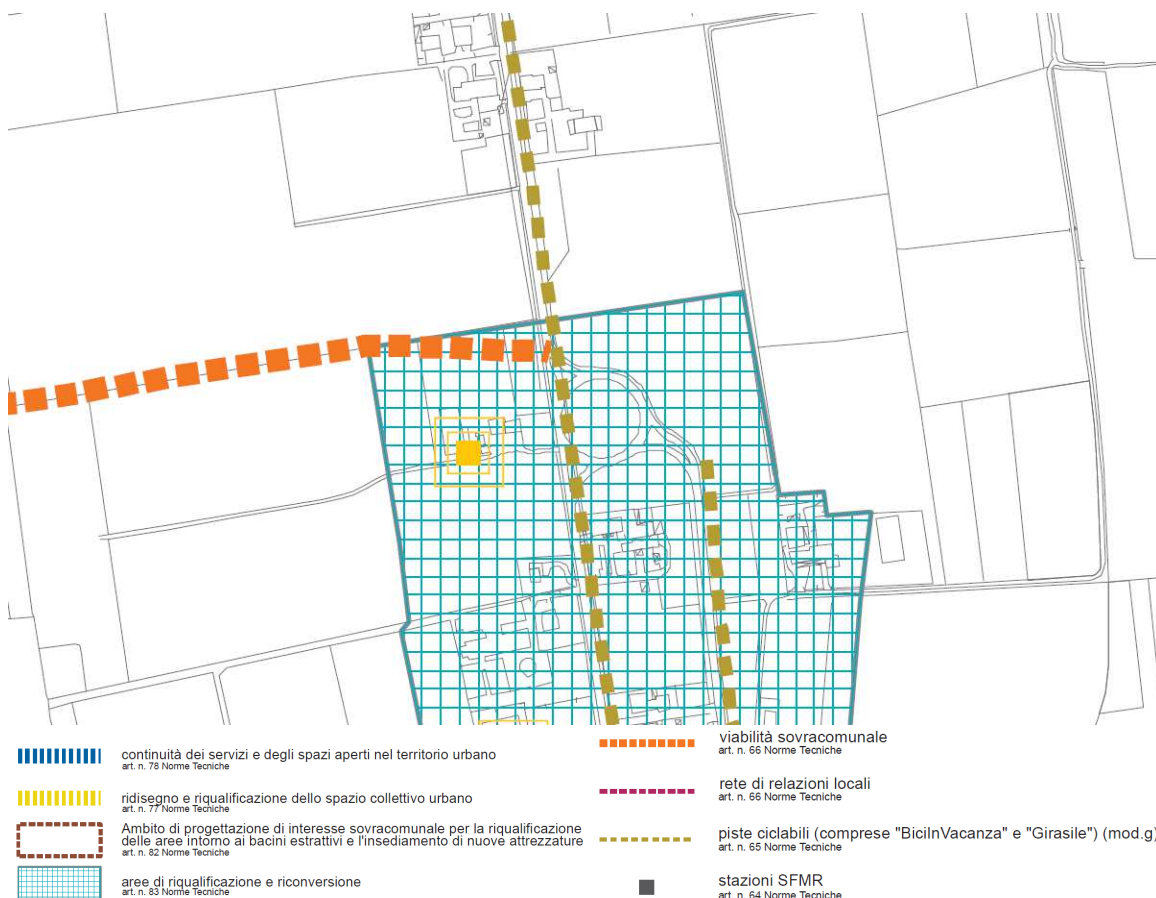 continuità dei servizi e degli spazi aperti nel territorio urbano
art. n. 78 Norme Tecniche
ridisegno e riqualificazione dello spazio collettivo urbano
art. n. 77 Norme Tecniche
Ambito di progettazione di interesse sovracomunale per la riqualificazione
delle aree intorno ai bacini estrattivi e l'insediamento di nuove attrezzature
art. n. 82 Norme Tecniche
aree di riqualificazione e riconversione
art. n. 83 Norme Tecniche
viabilità sovracomunale
art. n. 66 Norme Tecniche
rete di relazioni locali
art. n. 66 Norme Tecniche
piste ciclabili (comprese "BiciInVacanza" e "Girasile") (mod.g)
art. n. 65 Norme Tecniche
stazioni SFMR
art. n. 64 Norme Tecniche